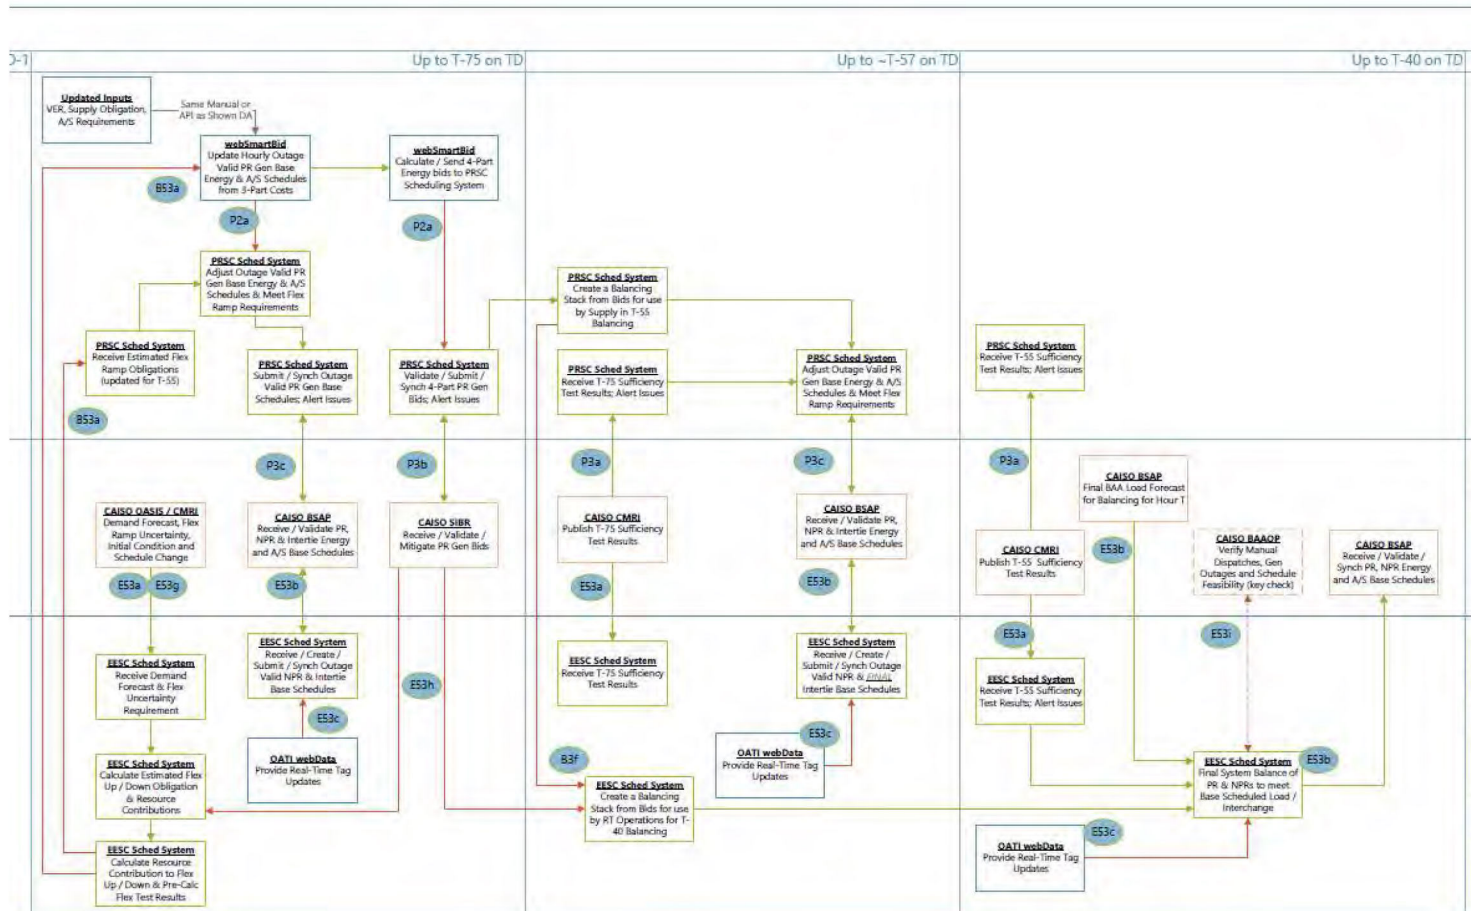 D-1
Up to T-75 on TD
Up to ~T-57 on TD
Up to T-40 on TD
Updated Inputs
VER, Supply Obligation,
A/S Requirements
Same Manual or
API as Shown DA
webSmartBid
Update Hourly Outage
Valid PR Gen Base
Energy & A/S Schedules
from 3-Part Costs
webSmartBid
Calculate / Send 4-Part
Energy bids to PRSC
Scheduling System
B53a
P2a
P2a
PRSC Sched System
Adjust Outage Valid PR
Gen Base Energy & A/S
Schedules & Meet Flex
Ramp Requirements
PRSC Sched System
Create a Balancing
Stack from Bids for use
by Supply in T-55
Balancing
PRSC Sched System
Receive Estimated Flex
Ramp Obligations
(updated for T-55)
PRSC Sched System
Submit / Synch Outage
Valid PR Gen Base
Schedules; Alert Issues
PRSC Sched System
Validate / Submit /
Synch 4-Part PR Gen
Bids; Alert Issues
PRSC Sched System
Receive T-75 Sufficiency
Test Results; Alert Issues
PRSC Sched System
Adjust Outage Valid PR
Gen Base Energy & A/S
Schedules & Meet Flex
Ramp Requirements
PRSC Sched System
Receive T-55 Sufficiency
Test Results; Alert Issues
B53a
P3c
P3b
P3a
P3c
P3a
CAISO OASIS / CMRI
Demand Forecast, Flex
Ramp Uncertainty,
Initial Condition and
Schedule Change
CAISO BSAP
Receive / Validate PR,
NPR & Intertie Energy
and A/S Base Schedules
CAISO SIBR
Receive / Validate /
Mitigate PR Gen Bids
CAISO CMRI
Publish T-75 Sufficiency
Test Results
CAISO BSAP
Receive / Validate PR,
NPR & Intertie Energy
and A/S Base Schedules
CAISO BSAP
Final BAA Load Forecast
for Balancing for Hour T
CAISO CMRI
Publish T-55 Sufficiency
Test Results
CAISO BAAOP
Verify Manual
Dispatches, Gen
Outages and Schedule
Feasibility (key check)
CAISO BSAP
Receive / Validate /
Synch PR, NPR Energy
and A/S Base Schedules
E53a
E53g
E53b
E53a
E53b
E53b
E53a
E53i
EESC Sched System
Receive Demand
Forecast & Flex
Uncertainty
Requirement
EESC Sched System
Receive / Create /
Submit / Synch Outage
Valid NPR & Intertie
Base Schedules
E53h
EESC Sched System
Receive T-75 Sufficiency
Test Results
EESC Sched System
Receive / Create /
Submit / Synch Outage
Valid NPR & FINAL
Intertie Base Schedules
EESC Sched System
Receive T-55 Sufficiency
Test Results; Alert Issues
E53c
E53c
EESC Sched System
Calculate Estimated Flex
Up / Down Obligation
& Resource
Contributions
OATI webData
Provide Real-Time Tag
Updates
B3f
EESC Sched System
Create a Balancing
Stack from Bids for use
by RT Operations for T-
40 Balancing
OATI webData
Provide Real-Time Tag
Updates
EESC Sched System
Final System Balance of
PR & NPRs to meet
Base Scheduled Load /
Interchange
E53b
EESC Sched System
Calculate Resource
Contribution to Flex
Up / Down & Pre-Calc
Flex Test Results
OATI webData
Provide Real-Time Tag
Updates
E53c